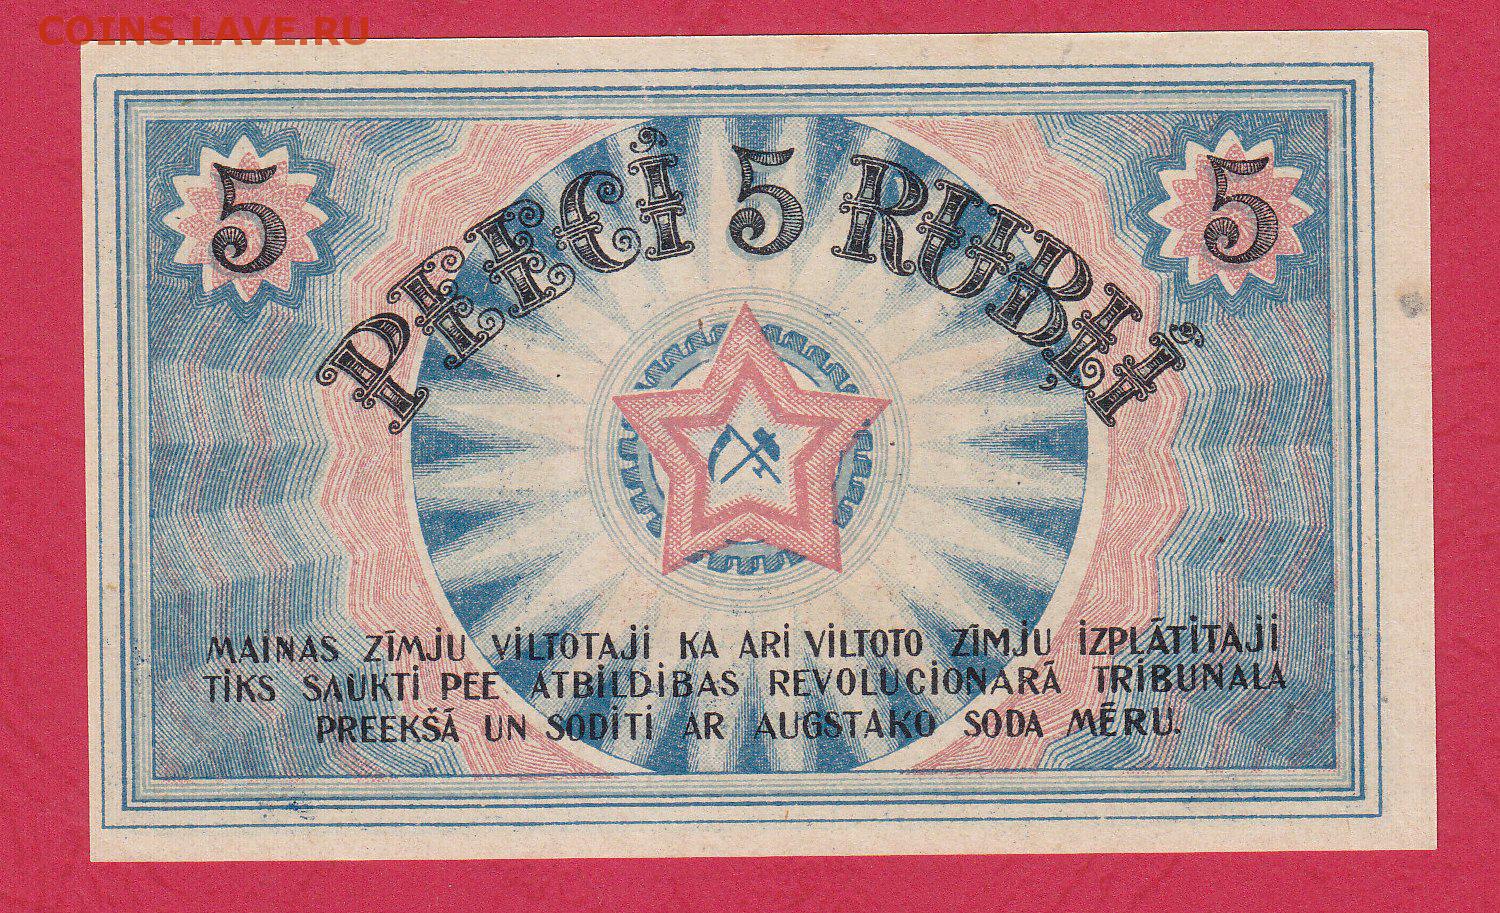 COINS.LAVE.RU
5 PEECI 5 RUBĻI 5
MAINAS ZĪMJU VILTOTAJI KA ARI VILTOTO ZĪMJU IZPLĀTITAJI
TIKS SAUKTI PEE ATBILDIBAS REVOLUCIONARĀ TRIBUNALA
PREEKŠĀ UN SODITI AR AUGSTAKO SODA MĒRU.